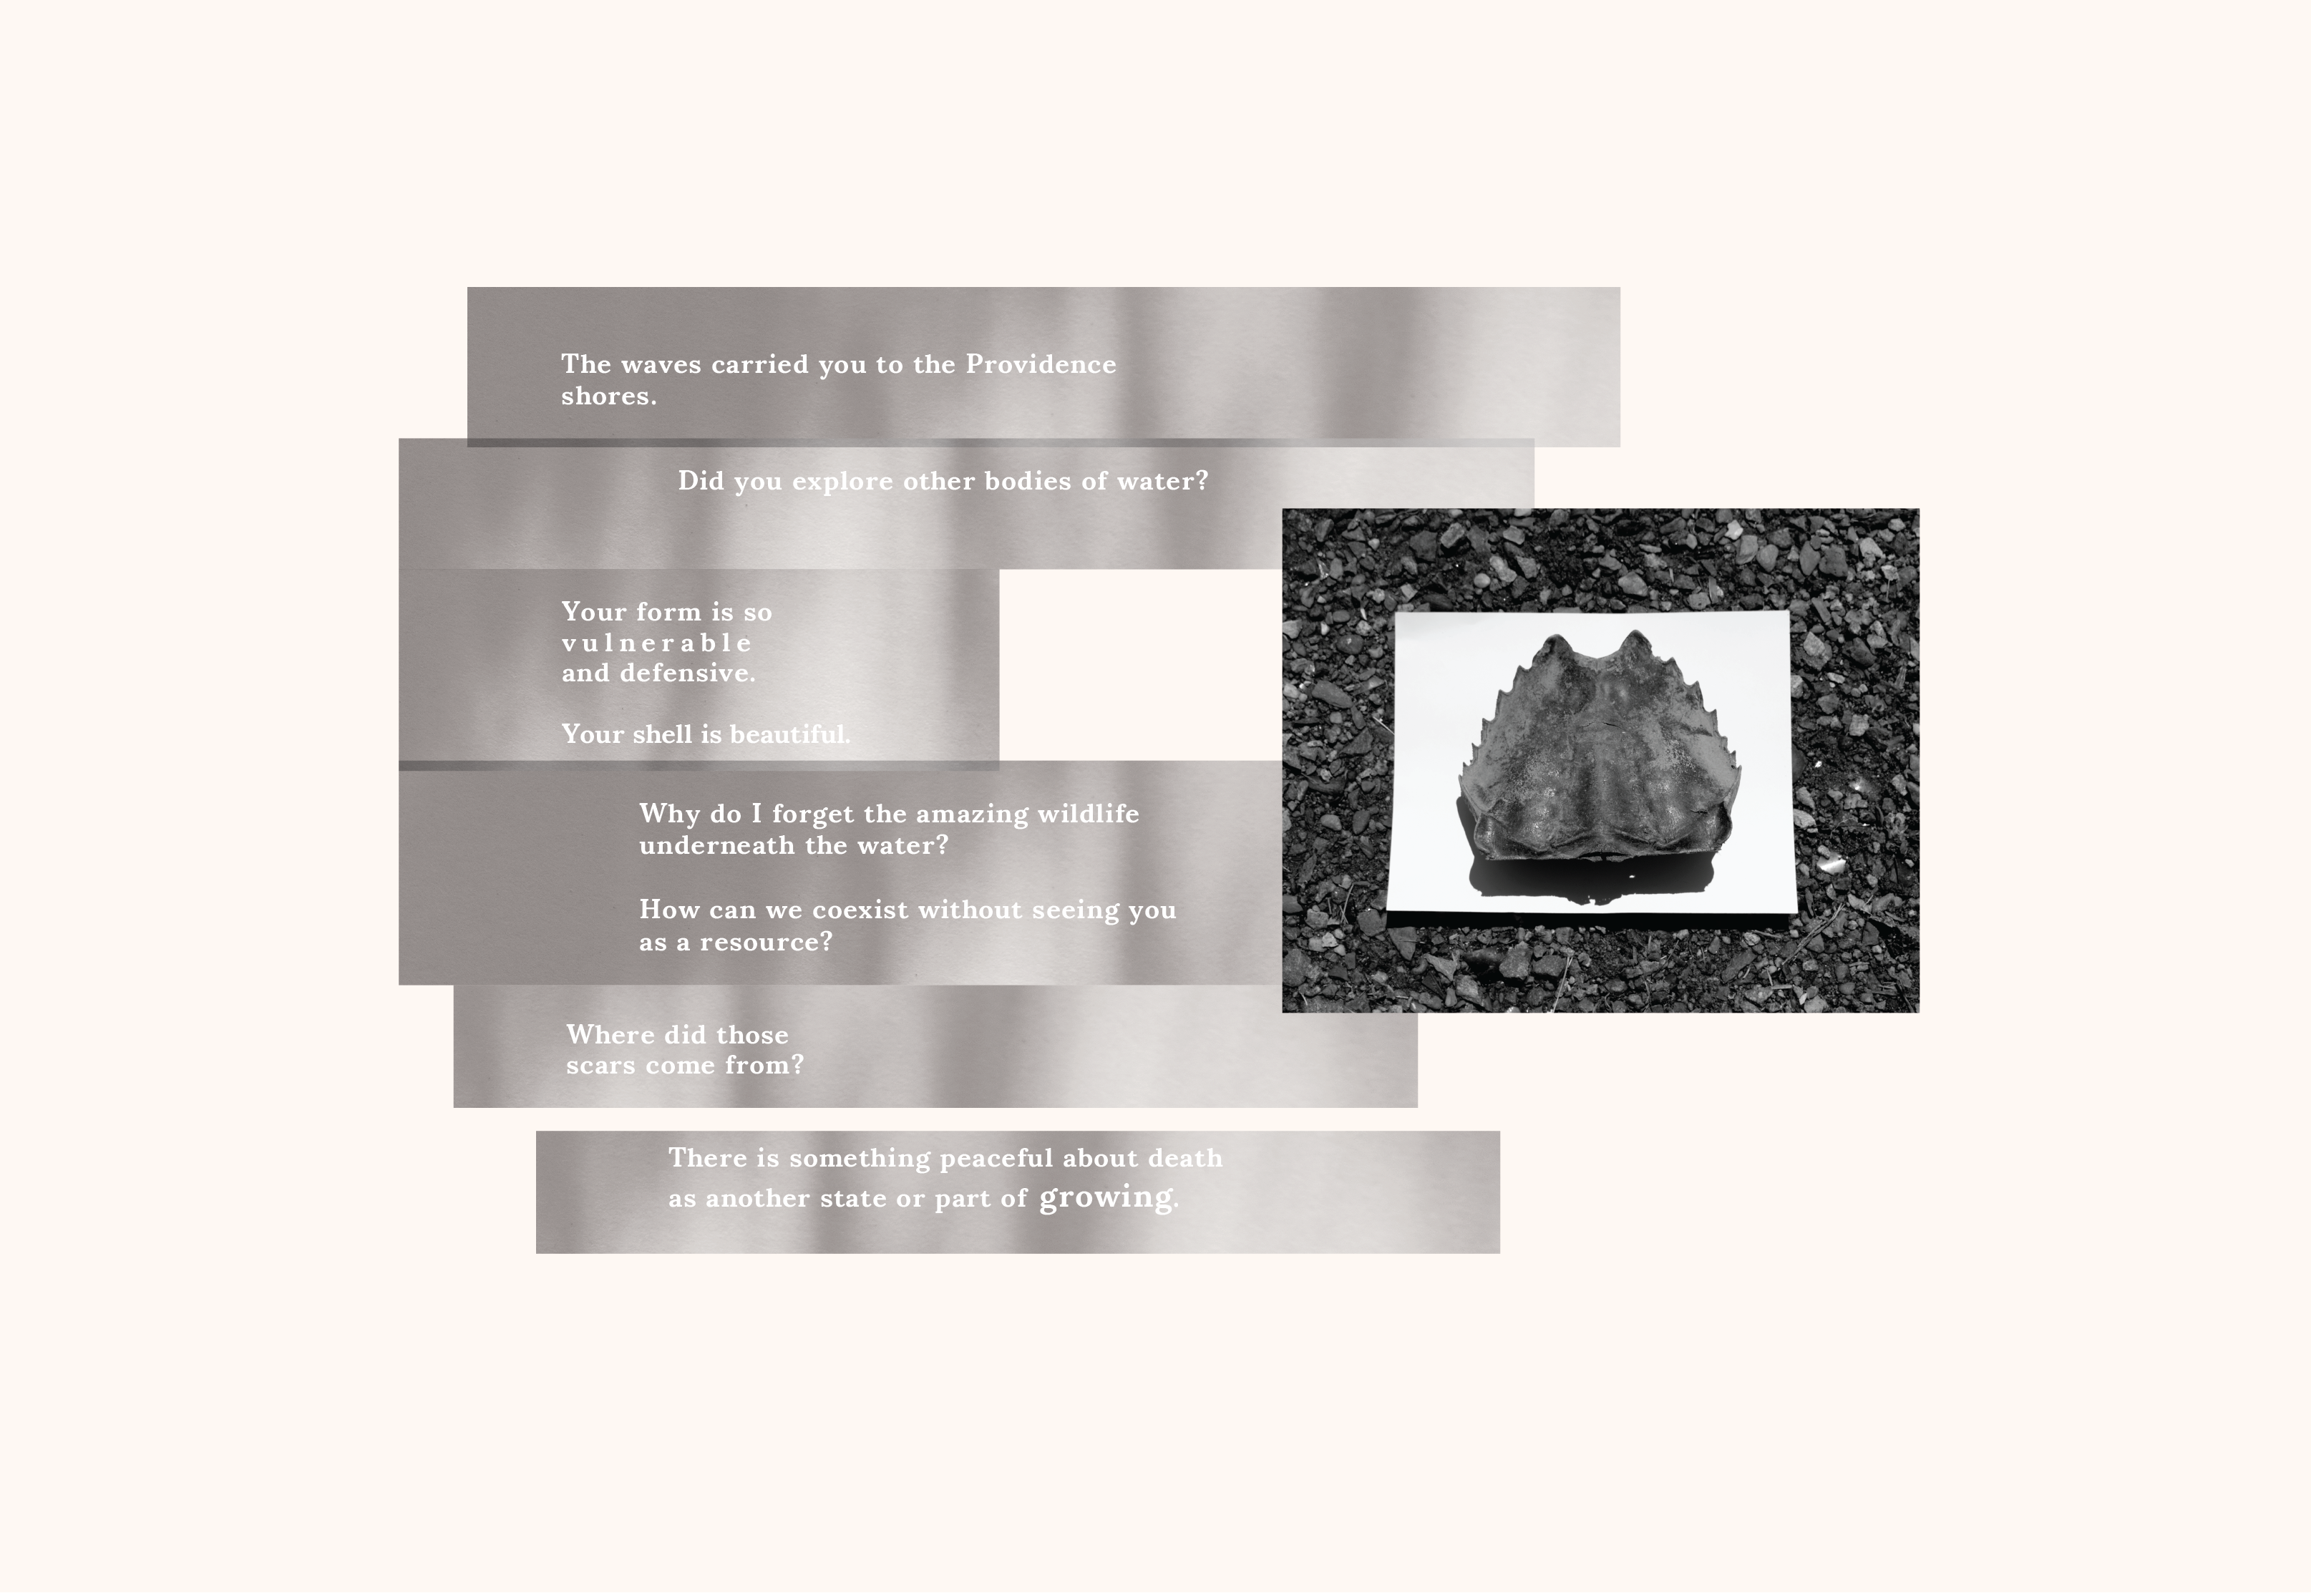 The waves carried you to the Providence
shores.
Did you explore other bodies of water?
Your form is so
vulnerable
and defensive.
Your shell is beautiful.
Why do I forget the amazing wildlife
underneath the water?
How can we coexist without seeing you
as a resource?
Where did those
scars come from?
There is something peaceful about death
as another state or part of growing.